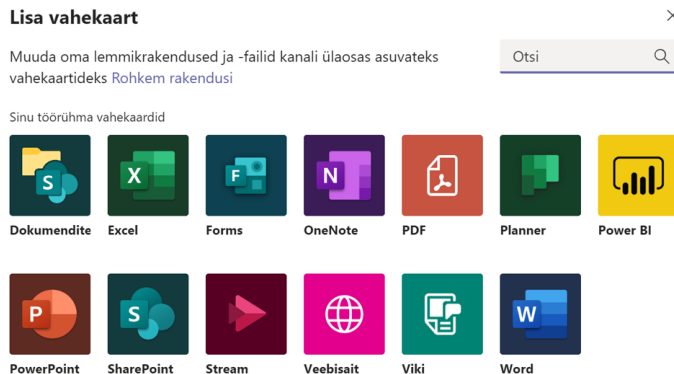 Lisa vahekaart
Muuda oma lemmikrakendused ja -failid kanali ülaosas asuvateks
vahekaartideks Rohkem rakendusi
Otsi
Sinu töörühma vahekaardid
S X F N
Dokumendite Excel Forms OneNote PDF Planner Power BI
P S W
PowerPoint SharePoint Stream Veebisait Viki Word